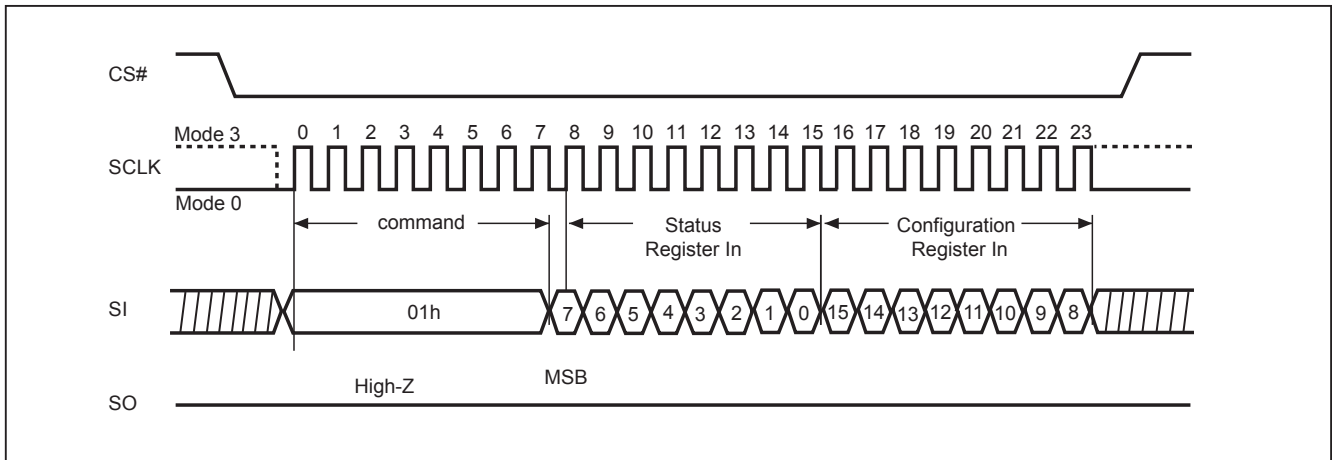 CS#
Mode 3
0 1 2 3 4 5 6 7 8 9 10 11 12 13 14 15 16 17 18 19 20 21 22 23
SCLK
Mode 0
command
Status
Register In
Configuration
Register In
SI
01h
7 6 5 4 3 2 1 0 15 14 13 12 11 10 9 8
High-Z
MSB
SO